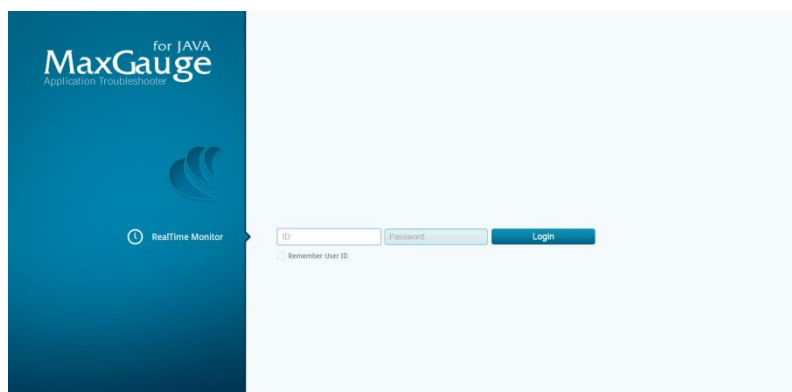 for JAVA
MaxGauge
Application Troubleshooter
RealTime Monitor
ID
Password
Login
Remember User ID